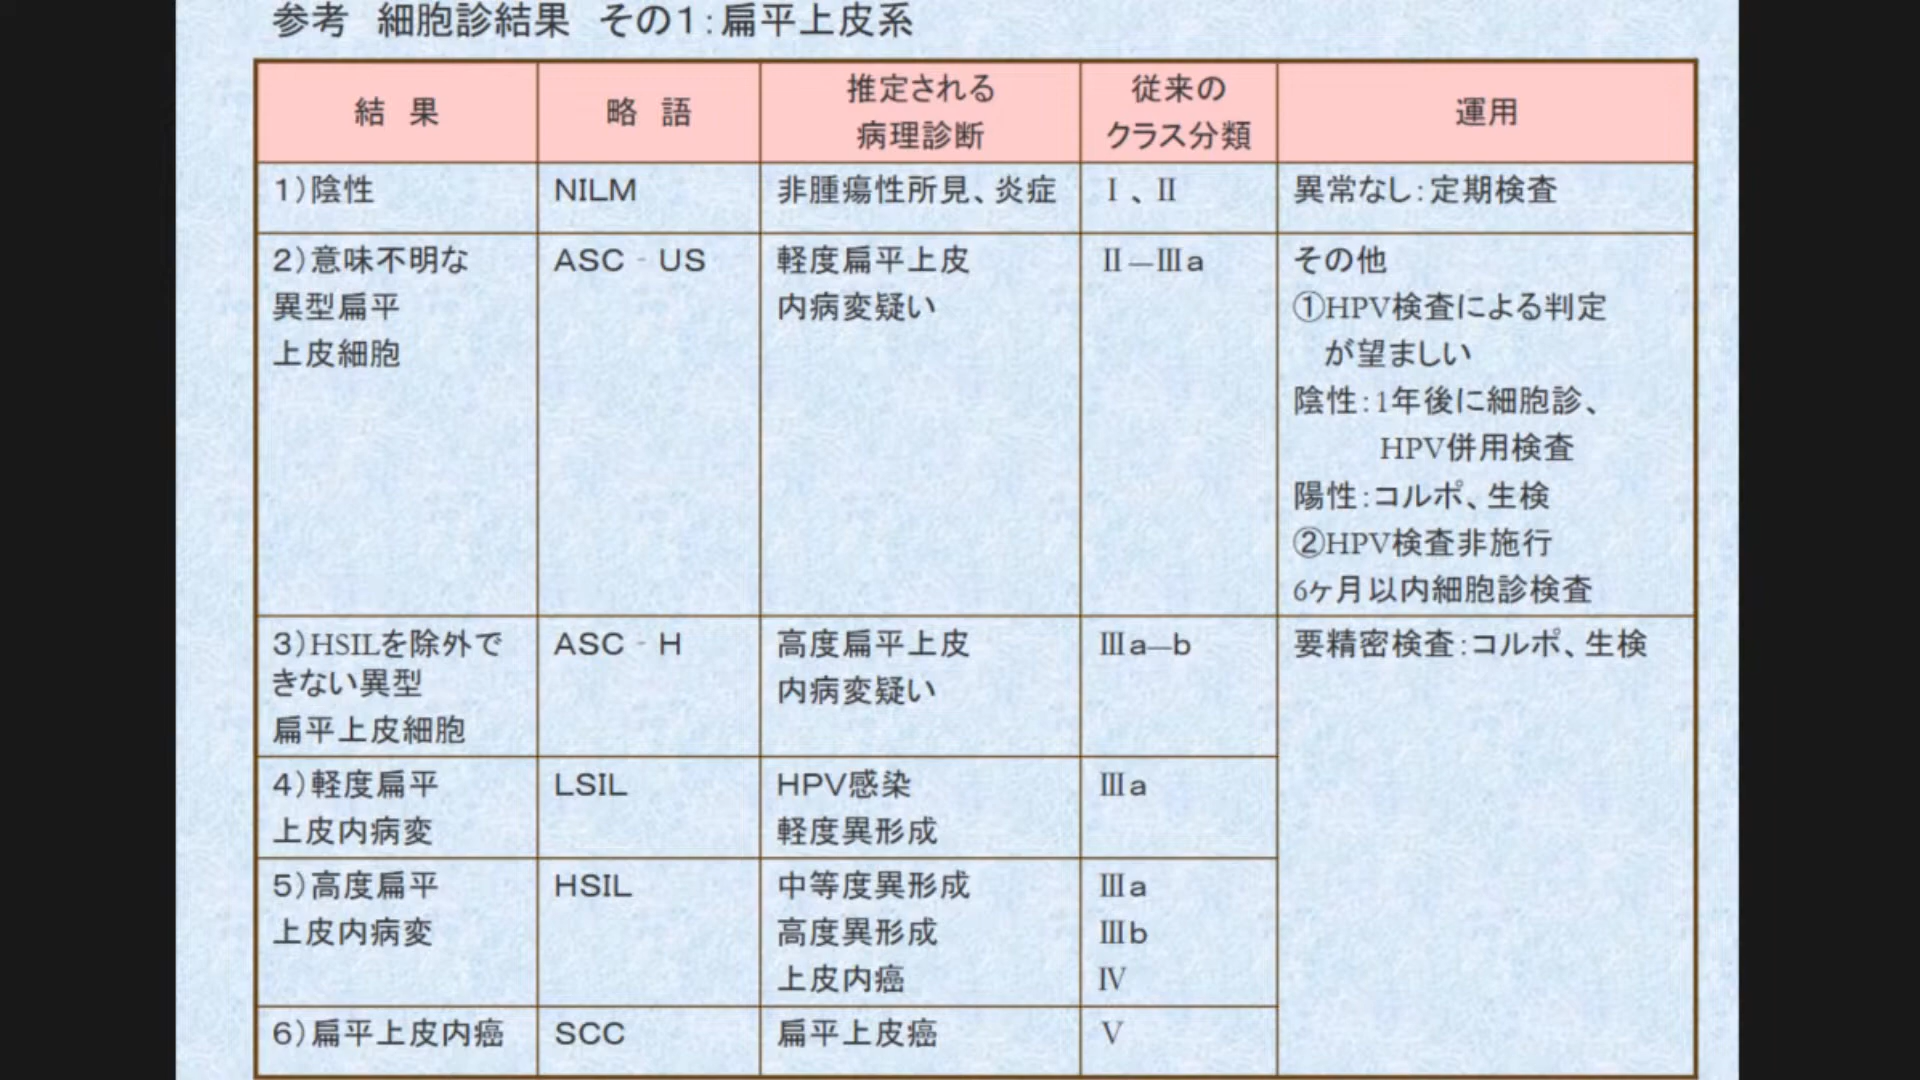 参考　細胞診結果　その１：扁平上皮系
結　果
略　語
推定される
病理診断
従来の
クラス分類
運用
１）陰性
NILM
非腫瘍性所見、炎症
Ⅰ、Ⅱ
異常なし：定期検査
２）意味不明な
異型扁平
上皮細胞
ASC‐US
軽度扁平上皮
内病変疑い
Ⅱ―Ⅲa
その他
①HPV検査による判定
が望ましい
陰性：1年後に細胞診、
HPV併用検査
陽性：コルポ、生検
②HPV検査非施行
6ヶ月以内細胞診検査
３）HSILを除外で
きない異型
扁平上皮細胞
ASC‐H
高度扁平上皮
内病変疑い
Ⅲa―b
要精密検査：コルポ、生検
４）軽度扁平
上皮内病変
LSIL
HPV感染
軽度異形成
Ⅲa
５）高度扁平
上皮内病変
HSIL
中等度異形成
高度異形成
上皮内癌
Ⅲa
Ⅲb
Ⅳ
６）扁平上皮内癌
SCC
扁平上皮癌
Ⅴ